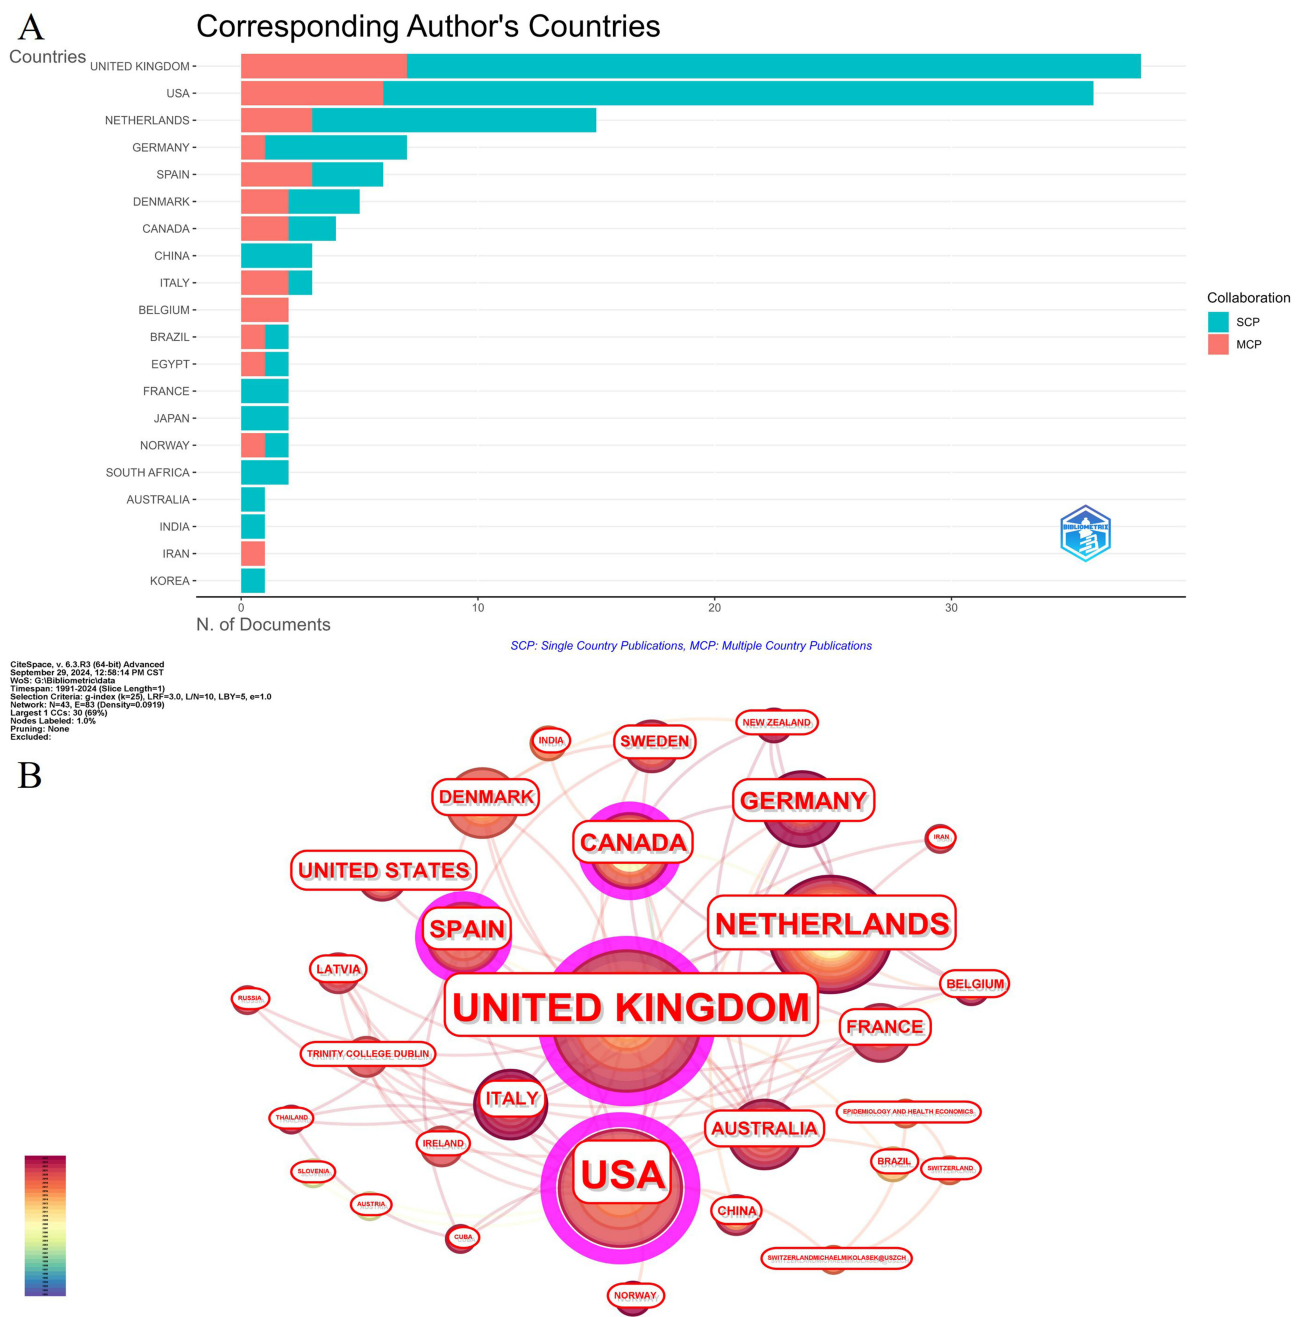 A
Corresponding Author's Countries
Countries
UNITED KINGDOM
USA
NETHERLANDS
GERMANY
SPAIN
DENMARK
CANADA
CHINA
ITALY
BELGIUM
BRAZIL
EGYPT
FRANCE
JAPAN
NORWAY
SOUTH AFRICA
AUSTRALIA
INDIA
IRAN
KOREA
Collaboration
SCP
MCP
BIBLIOMETRIX
0 10 20 30
N. of Documents
SCP: Single Country Publications, MCP: Multiple Country Publications
CiteSpace, v. 6.3.R3 (64-bit) Advanced
September 29, 2024, 12:58:14 PM CST
WoS: G:\Bibliometric\data
Timespan: 1991-2024 (Slice Length=1)
Selection Criteria: g-index (k=25), LRF=3.0, L/N=10, LBY=5, e=1.0
Network: N=43, E=83 (Density=0.0919)
Largest 1 CCs: 30 (69%)
Nodes Labeled: 1.0%
Pruning: None
Excluded:
B
NEW ZEALAND
INDIA
SWEDEN
DENMARK
GERMANY
CANADA
IRAN
UNITED STATES
NETHERLANDS
SPAIN
LATVIA
BELGIUM
RUSSIA
UNITED KINGDOM
FRANCE
TRINITY COLLEGE DUBLIN
ITALY
EPIDEMIOLOGY AND HEALTH ECONOMICS.
THAILAND
AUSTRALIA
IRELAND
BRAZIL
SWITZERLAND.
SLOVENIA
USA
AUSTRIA
CHINA
CUBA
SWITZERLANDMICHAELMIKOLASEK@USZCH
NORWAY